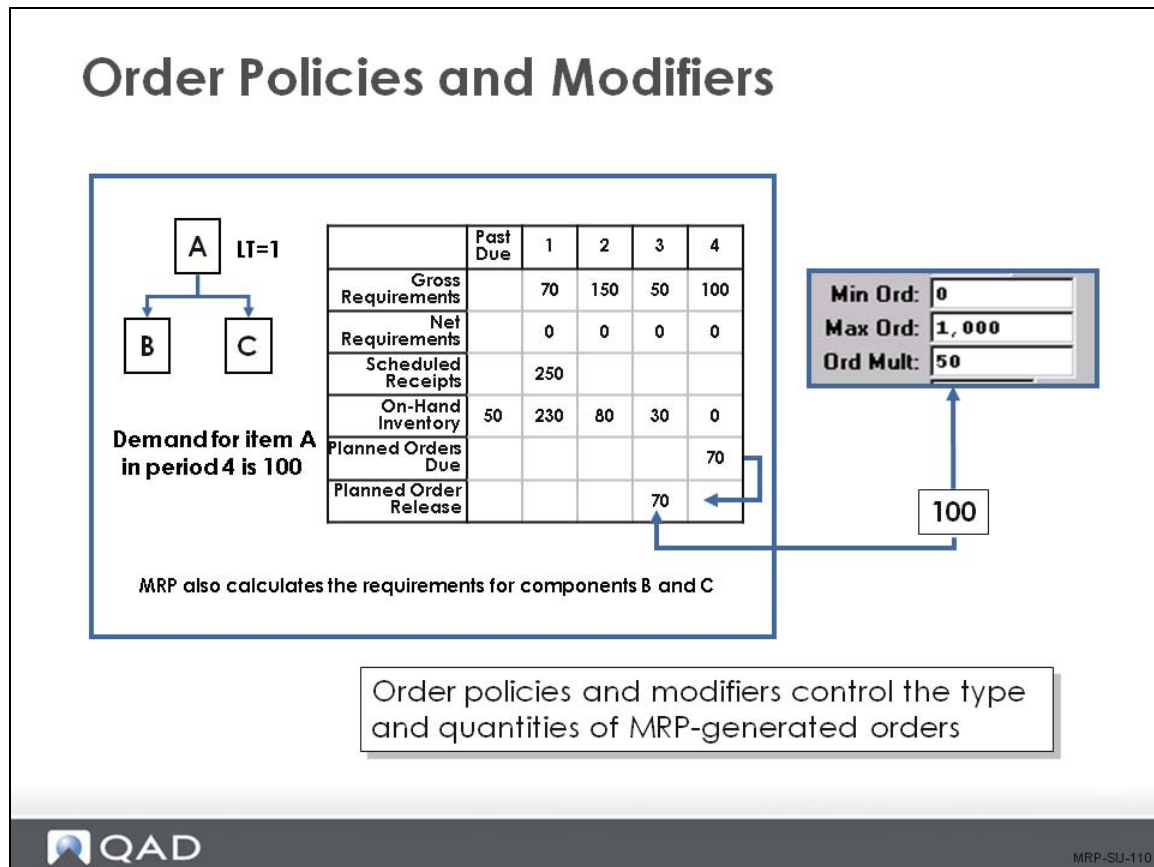 Order Policies and Modifiers
A LT=1
B C
Demand for item A
in period 4 is 100
Past Due 1 2 3 4
Gross Requirements 70 150 50 100
Net Requirements 0 0 0 0
Scheduled Receipts 250
On-Hand Inventory 50 230 80 30 0
Planned Orders Due 70
Planned Order Release 70
MRP also calculates the requirements for components B and C
Min Ord: 0
Max Ord: 1,000
Ord Mult: 50
100
Order policies and modifiers control the type
and quantities of MRP-generated orders
QAD
MRP-SU-110